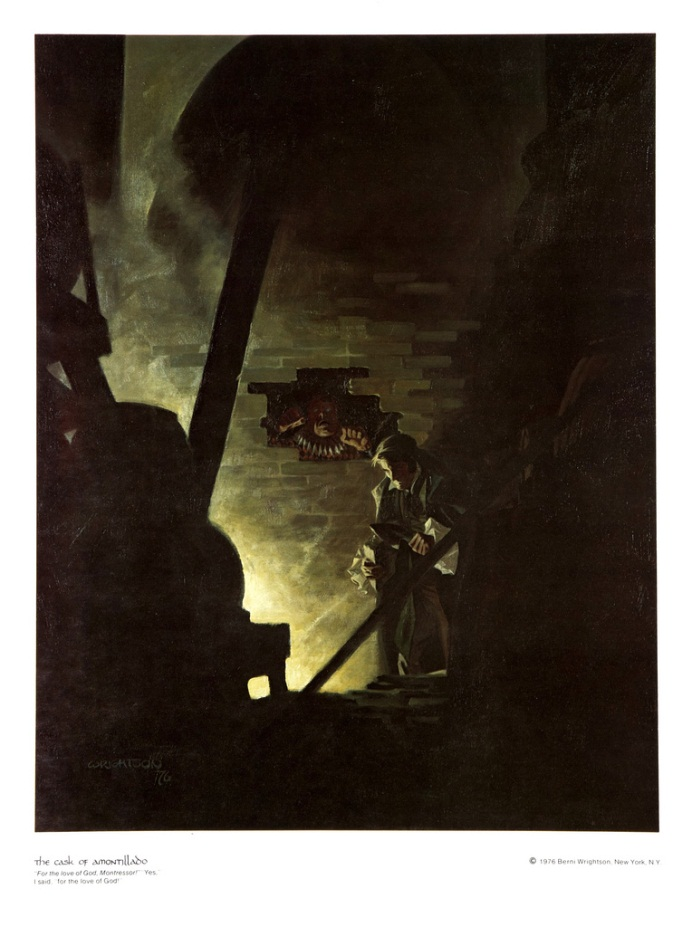 WRIGHTSON
'76
the cask of amontillado
"For the love of God, Montressor!" "Yes,"
I said, "for the love of God"
© 1976 Berni Wrightson, New York, N.Y.